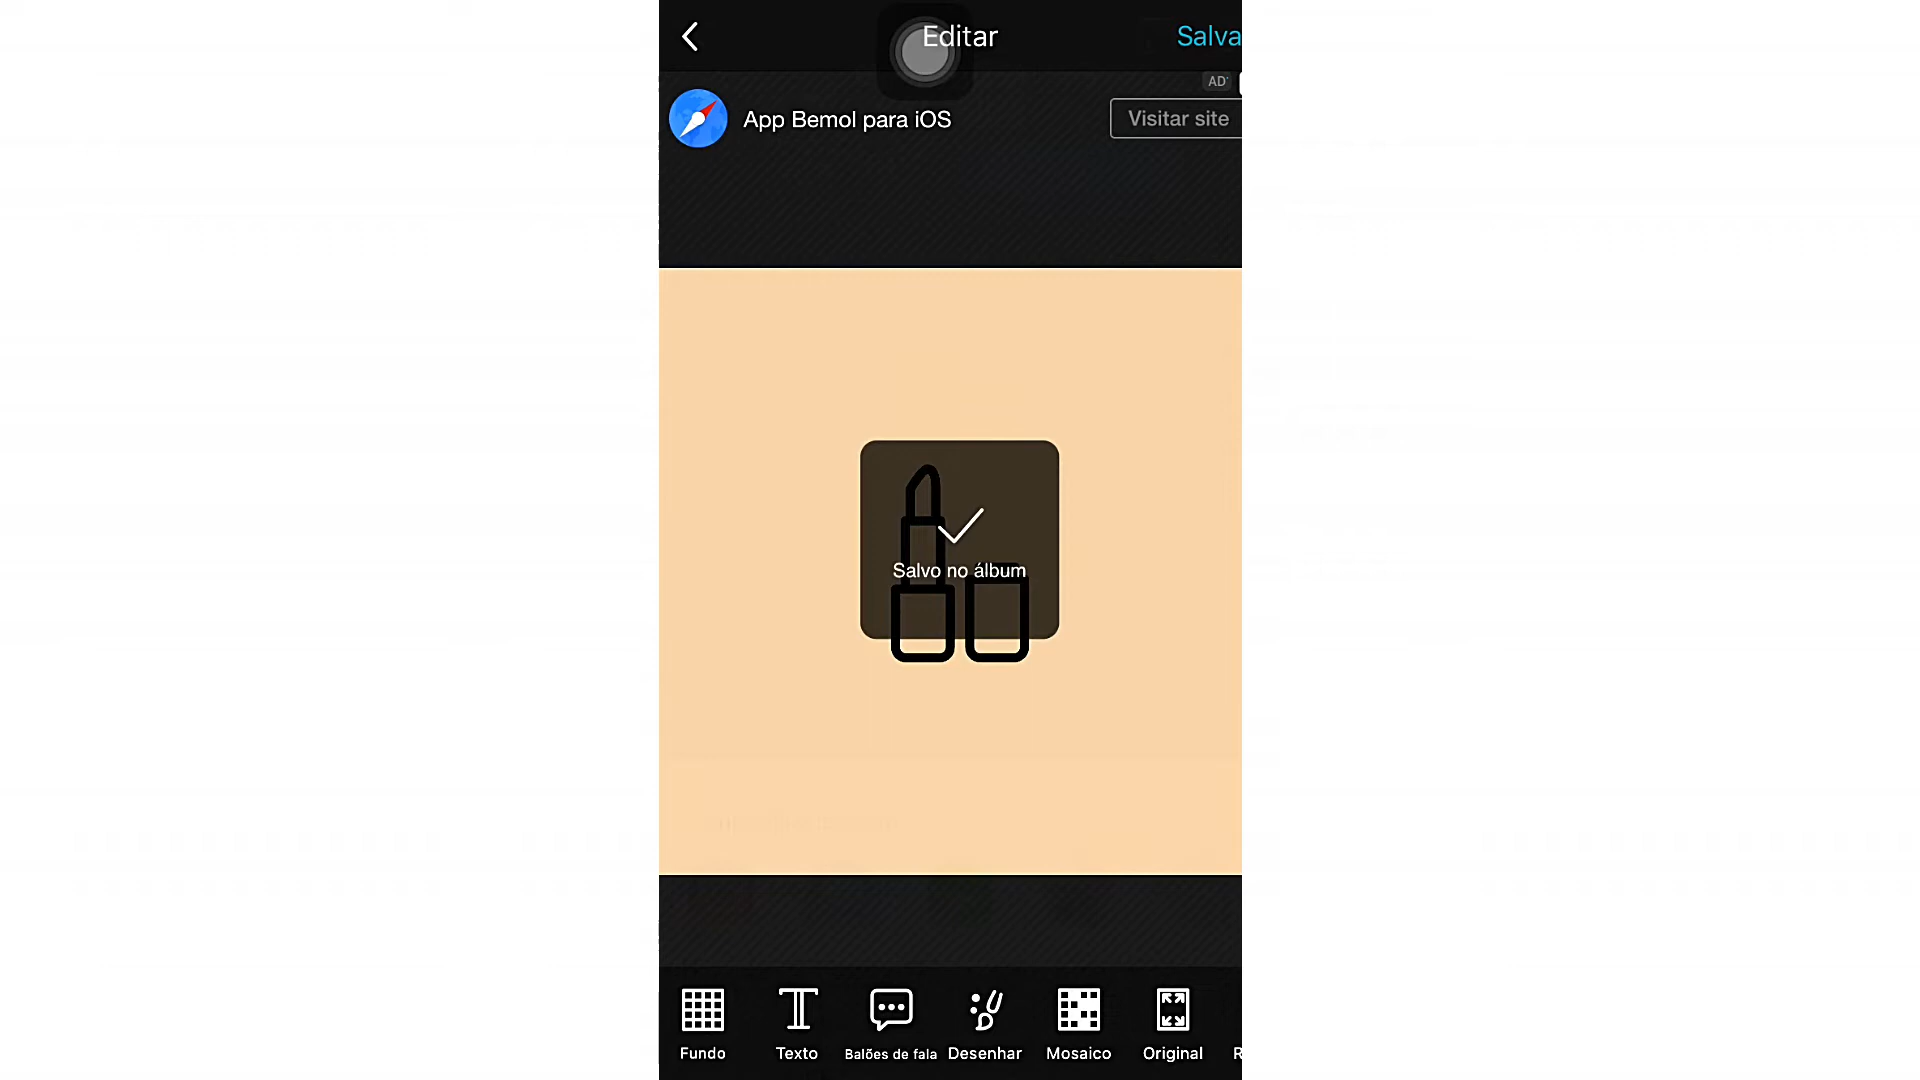 Editar
Salva
AD
App Bemol para iOS
Visitar site
Salvo no álbum
Fundo
Texto
Balões de fala
Desenhar
Mosaico
Original
R